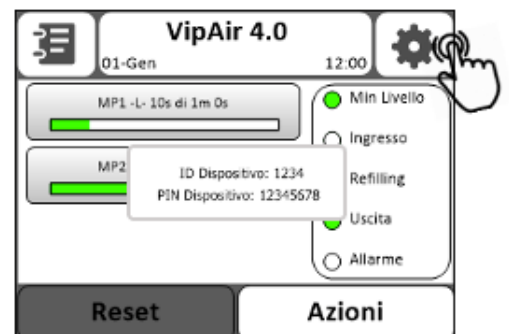 VipAir 4.0
01-Gen 12:00
MP1 -L- 10s di 1m 0s
MP2
ID Dispositivo: 1234
PIN Dispositivo: 12345678
Min Livello
Ingresso
Refilling
Uscita
Allarme
Reset Azioni